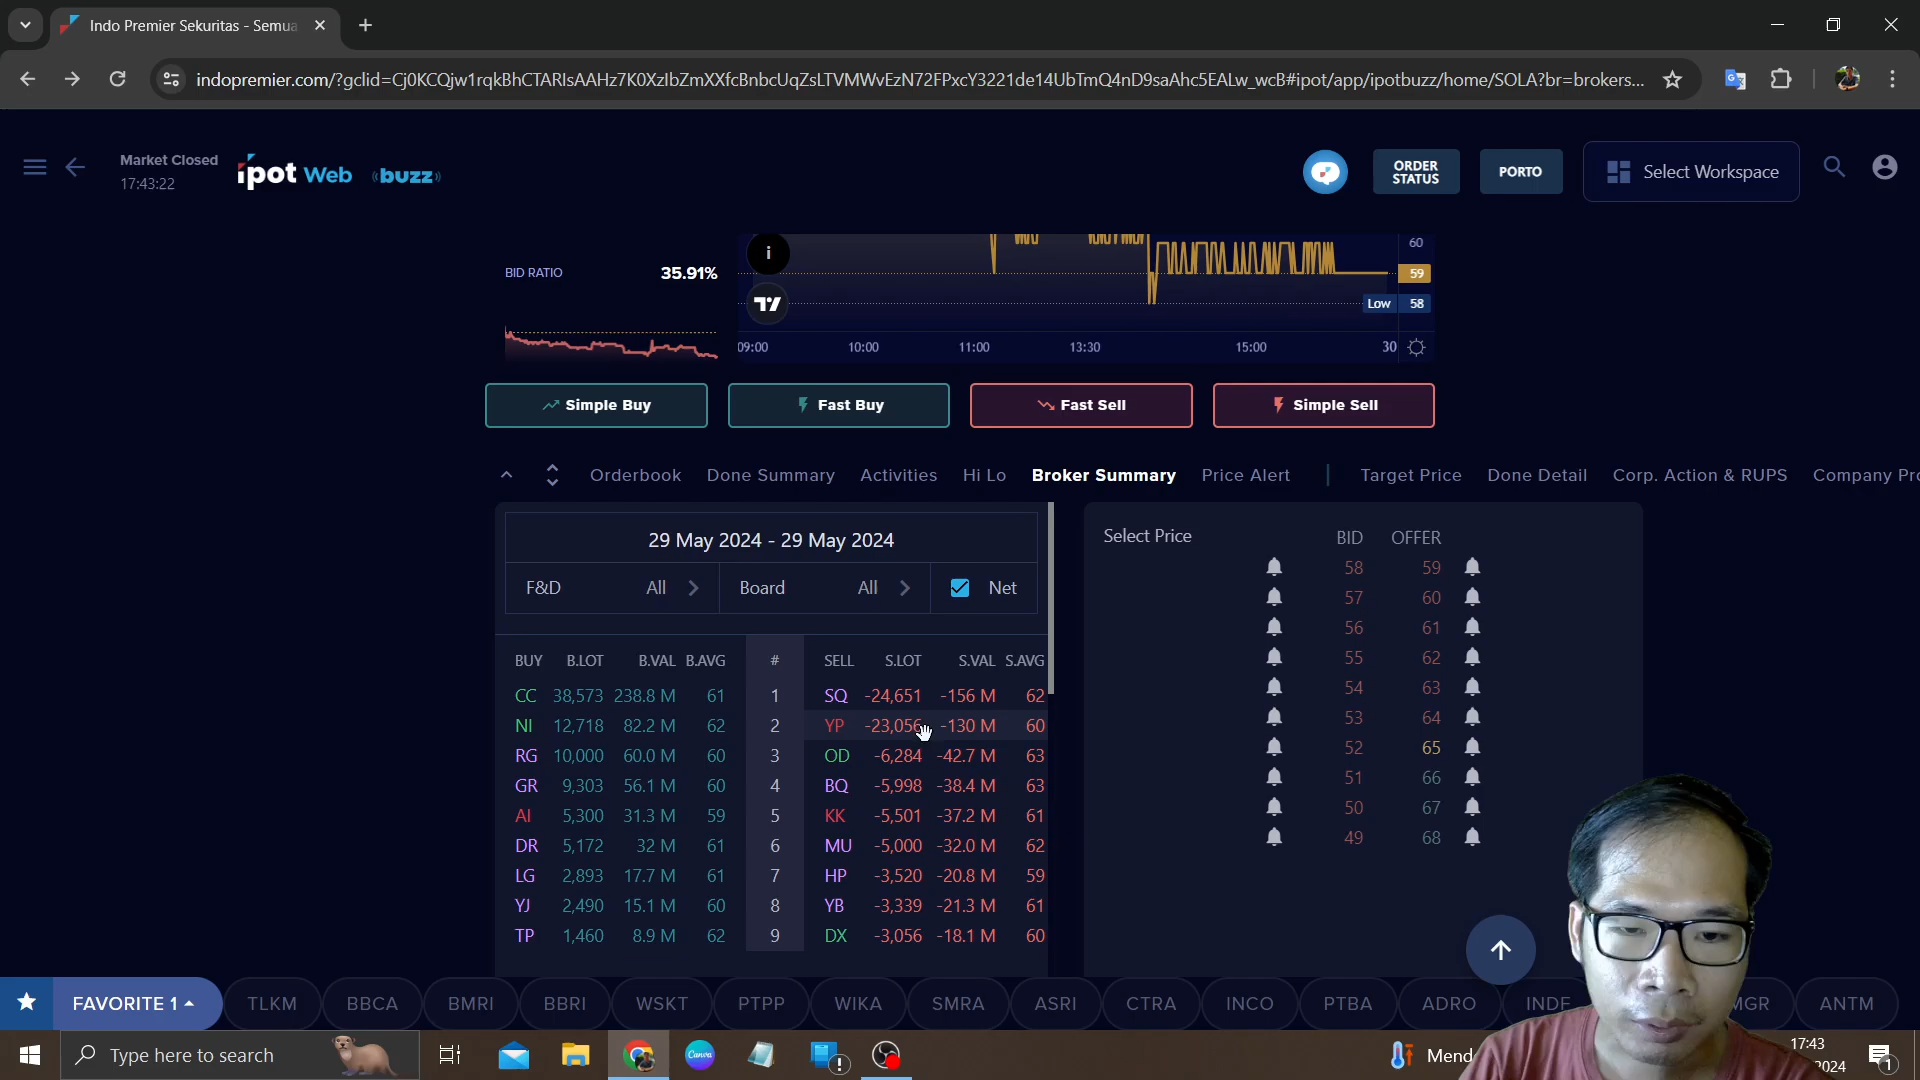 Indo Premier Sekuritas - Semua
indopremier.com/?gclid=Cj0KCQjw1rqkBhCTARIsAAHz7K0XzIbZmXXfcBnbcUqZsLTVMWvEzN72FPxcY3221de14UbTmQ4nD9saAhc5EALw_wcB#ipot/app/ipotbuzz/home/SOLA?br=brokers...
Market Closed
17:43:22
ipot Web buzz
ORDER STATUS
PORTO
Select Workspace
BID RATIO 35.91%
60
59
Low 58
09:00 10:00 11:00 13:30 15:00 30
Simple Buy Fast Buy Fast Sell Simple Sell
Orderbook Done Summary Activities Hi Lo Broker Summary Price Alert | Target Price Done Detail Corp. Action & RUPS Company Pro
29 May 2024 - 29 May 2024
F&D All > Board All > Net
BUY B.LOT B.VAL B.AVG # SELL S.LOT S.VAL S.AVG
CC 38,573 238.8 M 61 1 SQ -24,651 -156 M 62
NI 12,718 82.2 M 62 2 YP -23,056 -130 M 60
RG 10,000 60.0 M 60 3 OD -6,284 -42.7 M 63
GR 9,303 56.1 M 60 4 BQ -5,998 -38.4 M 63
AI 5,300 31.3 M 59 5 KK -5,501 -37.2 M 61
DR 5,172 32 M 61 6 MU -5,000 -32.0 M 62
LG 2,893 17.7 M 61 7 HP -3,520 -20.8 M 59
YJ 2,490 15.1 M 60 8 YB -3,339 -21.3 M 61
TP 1,460 8.9 M 62 9 DX -3,056 -18.1 M 60
Select Price BID OFFER
58 59
57 60
56 61
55 62
54 63
53 64
52 65
51 66
50 67
49 68
FAVORITE 1 TLKM BBCA BMRI BBRI WSKT PTPP WIKA SMRA ASRI CTRA INCO PTBA ADRO INDF MGR ANTM
Type here to search
Canva
Mend
17:43
2024
1